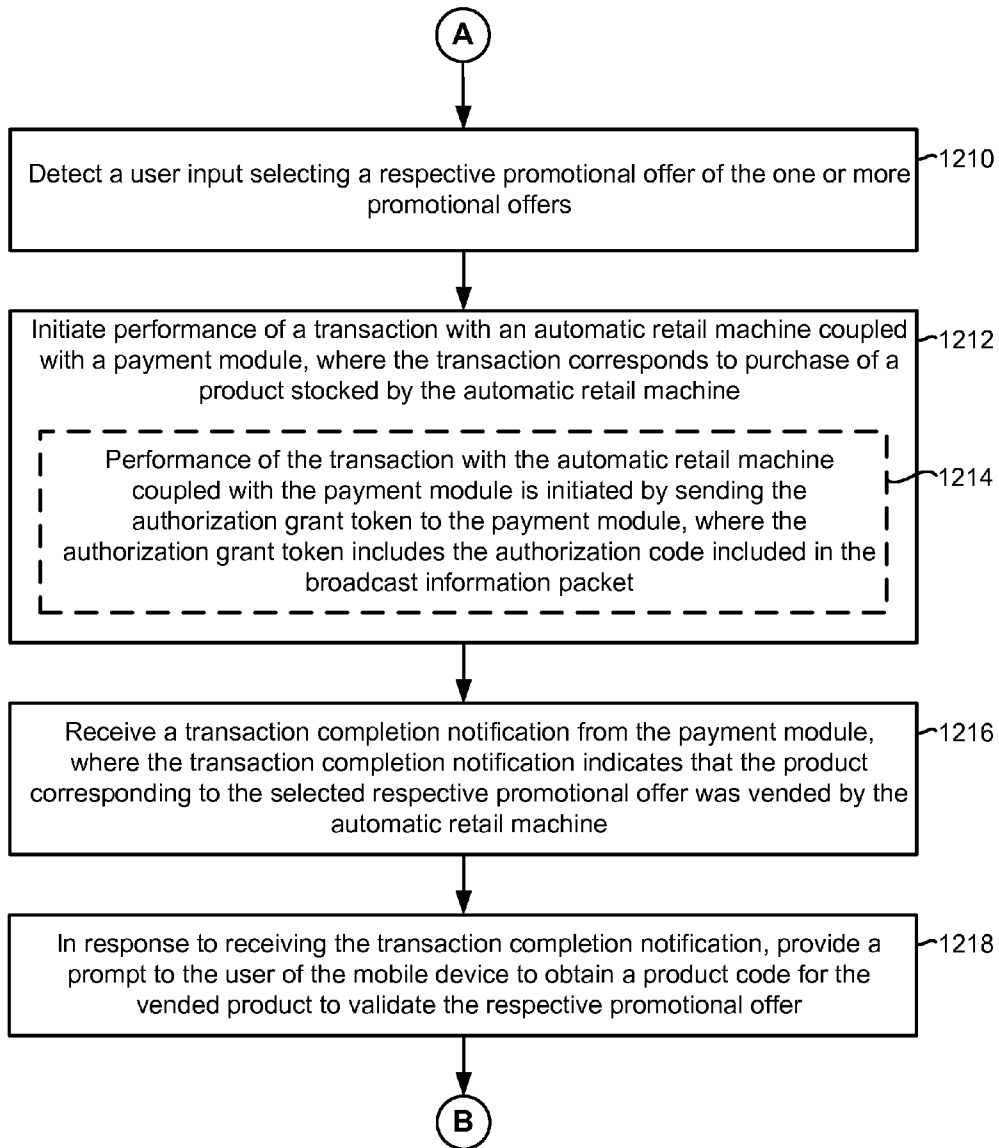 A
Detect a user input selecting a respective promotional offer of the one or more
promotional offers
1210
Initiate performance of a transaction with an automatic retail machine coupled
with a payment module, where the transaction corresponds to purchase of a
product stocked by the automatic retail machine
1212
Performance of the transaction with the automatic retail machine
coupled with the payment module is initiated by sending the
authorization grant token to the payment module, where the
authorization grant token includes the authorization code included in the
broadcast information packet
1214
Receive a transaction completion notification from the payment module,
where the transaction completion notification indicates that the product
corresponding to the selected respective promotional offer was vended by the
automatic retail machine
1216
In response to receiving the transaction completion notification, provide a
prompt to the user of the mobile device to obtain a product code for the
vended product to validate the respective promotional offer
1218
B